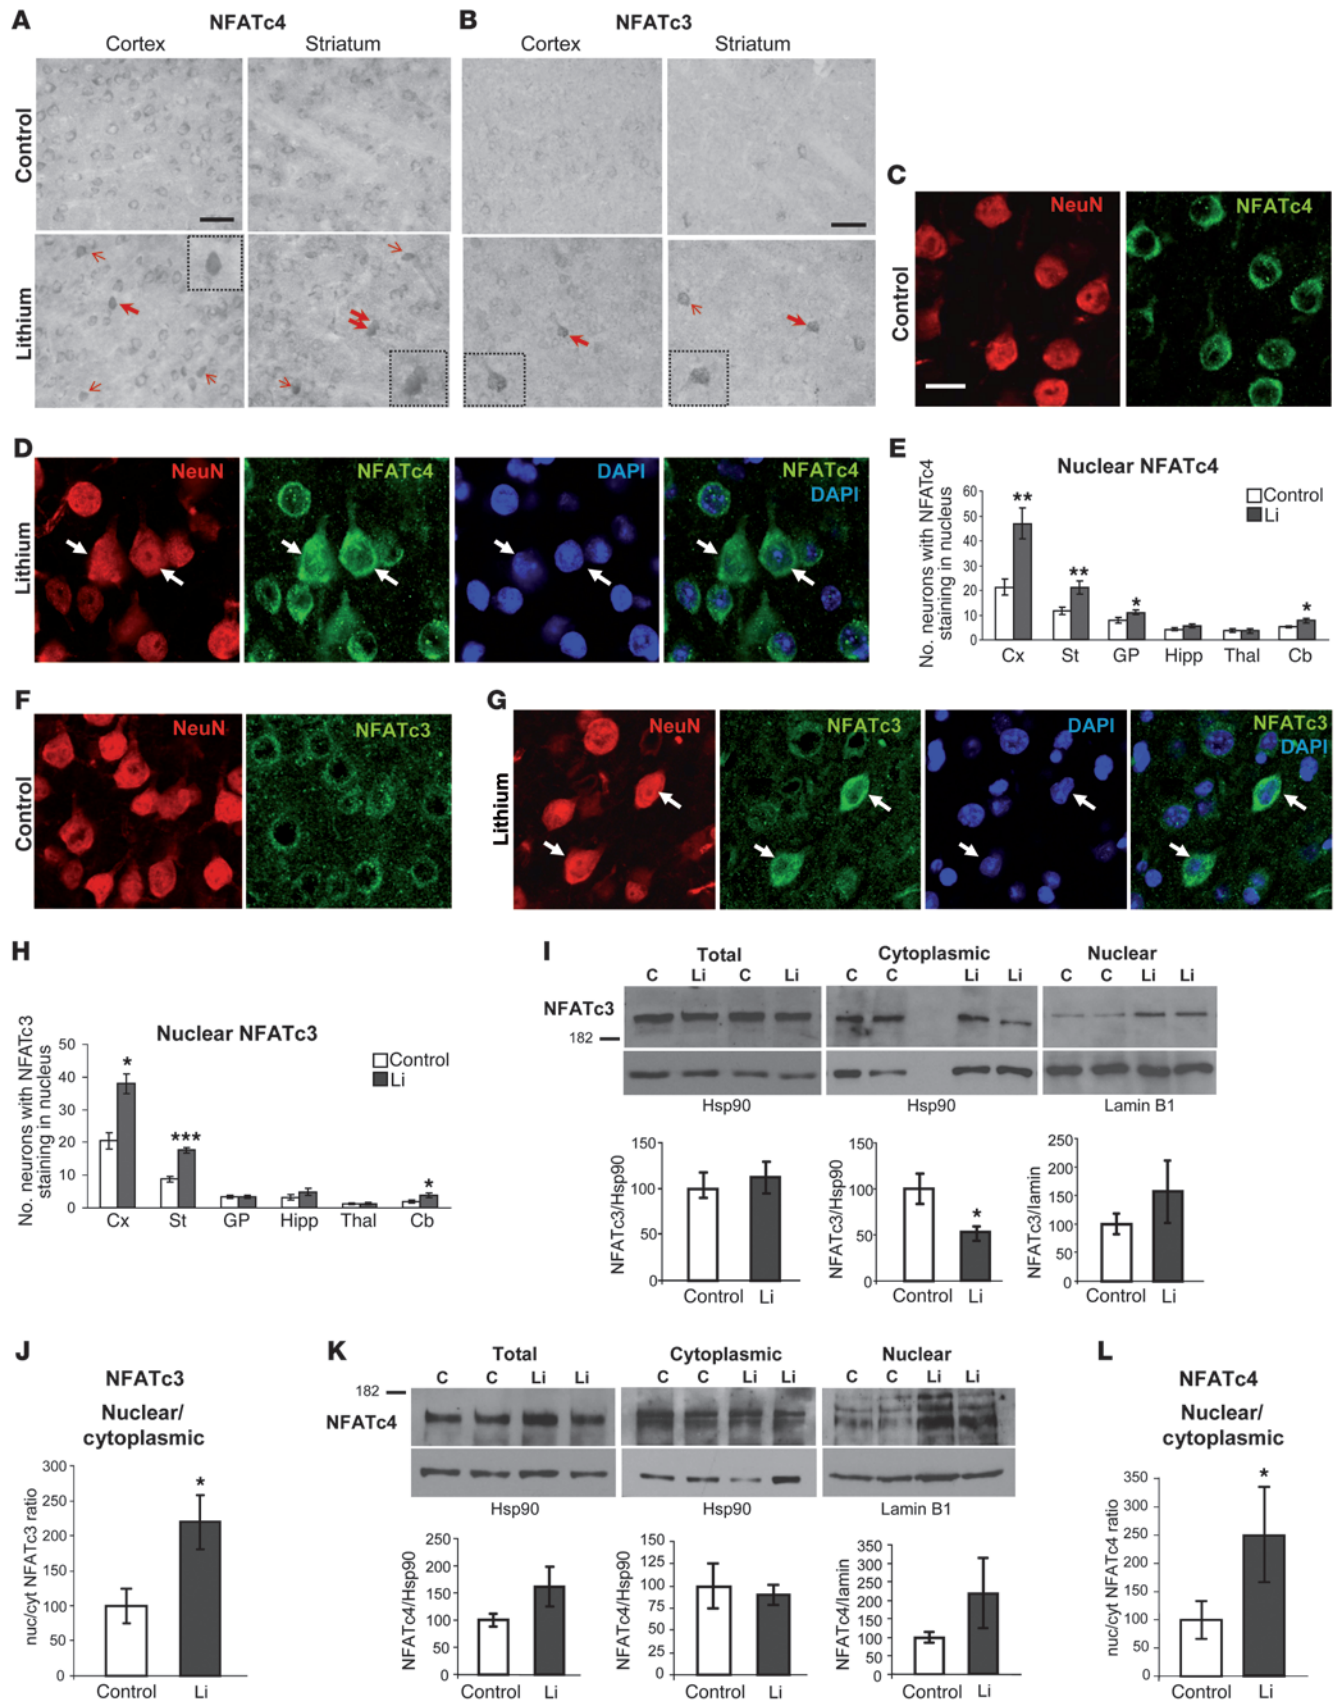 A
NFATc4
Cortex
Striatum
B
NFATc3
Cortex
Striatum
Control
Lithium
C
Control
NeuN
NFATc4
D
Lithium
NeuN
NFATc4
DAPI
NFATc4
DAPI
E
Nuclear NFATc4
No. neurons with NFATc4
staining in nucleus
60
50
40
30
20
10
0
**
**
*
*
Control
Li
Cx
St
GP
Hipp
Thal
Cb
F
Control
NeuN
NFATc3
G
Lithium
NeuN
NFATc3
DAPI
NFATc3
DAPI
H
Nuclear NFATc3
No. neurons with NFATc3
staining in nucleus
50
40
30
20
10
0
*
***
*
Control
Li
Cx
St
GP
Hipp
Thal
Cb
I
Total
Cytoplasmic
Nuclear
C Li C Li
C C Li Li
C C Li Li
NFATc3
182
Hsp90
Hsp90
Lamin B1
NFATc3/Hsp90
150
100
50
0
Control Li
NFATc3/Hsp90
150
100
50
0
*
Control Li
NFATc3/lamin
250
200
150
100
50
0
Control Li
J
NFATc3
Nuclear/
cytoplasmic
nuc/cyt NFATc3 ratio
300
250
200
150
100
50
0
*
Control Li
K
Total
Cytoplasmic
Nuclear
C C Li Li
C C Li Li
C C Li Li
182
NFATc4
Hsp90
Hsp90
Lamin B1
NFATc4/Hsp90
250
200
150
100
50
0
Control Li
NFATc4/Hsp90
150
125
100
75
50
25
0
Control Li
NFATc4/lamin
350
300
250
200
150
100
50
0
Control Li
L
NFATc4
Nuclear/
cytoplasmic
nuc/cyt NFATc4 ratio
350
300
250
200
150
100
50
0
*
Control Li